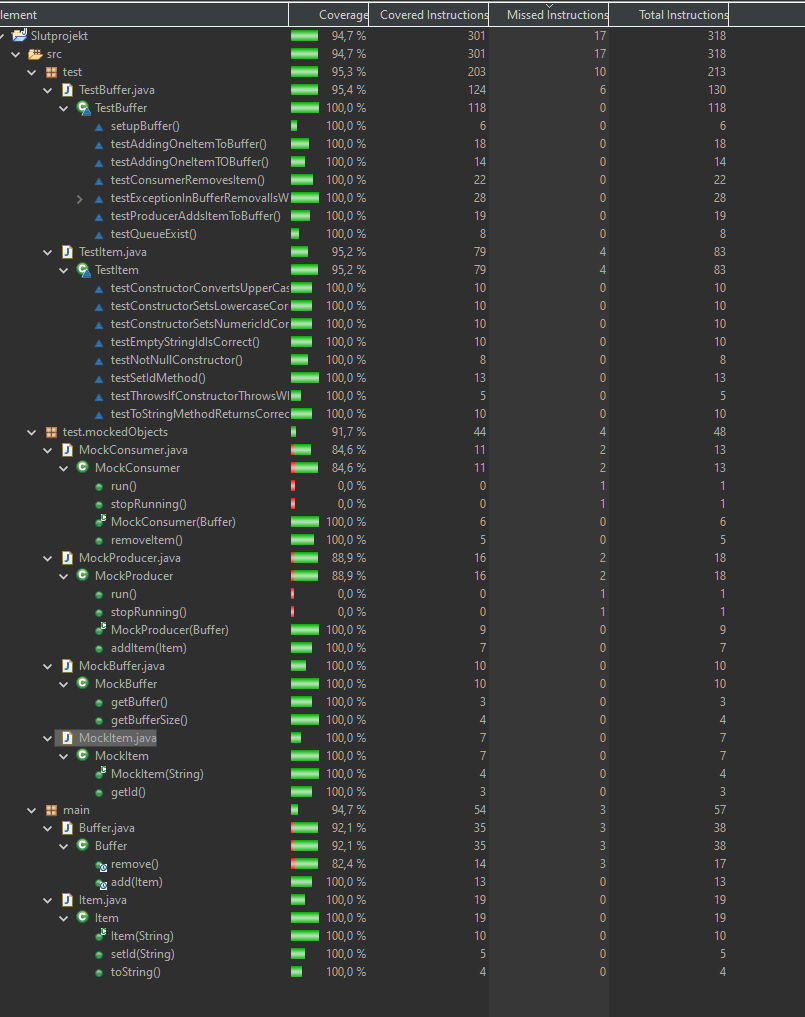 lement Coverage Covered Instructions Missed Instructions Total Instructions
Slutprojekt 94,7 % 301 17 318
src 94,7 % 301 17 318
test 95,3 % 203 10 213
TestBuffer.java 95,4 % 124 6 130
TestBuffer 100,0 % 118 0 118
setupBuffer() 100,0 % 6 0 6
testAddingOneItemToBuffer() 100,0 % 18 0 18
testAddingOneItemTOBuffer() 100,0 % 14 0 14
testConsumerRemovesItem() 100,0 % 22 0 22
testExceptionInBufferRemovalIsW 100,0 % 28 0 28
testProducerAddsItemToBuffer() 100,0 % 19 0 19
testQueueExist() 100,0 % 8 0 8
TestItem.java 95,2 % 79 4 83
TestItem 95,2 % 79 4 83
testConstructorConvertsUpperCas 100,0 % 10 0 10
testConstructorSetsLowercaseCor 100,0 % 10 0 10
testConstructorSetsNumericIdCor 100,0 % 10 0 10
testEmptyStringIdIsCorrect() 100,0 % 10 0 10
testNotNullConstructor() 100,0 % 8 0 8
testSetIdMethod() 100,0 % 13 0 13
testThrowsIfConstructorThrowsWl 100,0 % 5 0 5
testToStringMethodReturnsCorrec 100,0 % 10 0 10
test.mockedObjects 91,7 % 44 4 48
MockConsumer.java 84,6 % 11 2 13
MockConsumer 84,6 % 11 2 13
run() 0,0 % 0 1 1
stopRunning() 0,0 % 0 1 1
MockConsumer(Buffer) 100,0 % 6 0 6
removeItem() 100,0 % 5 0 5
MockProducer.java 88,9 % 16 2 18
MockProducer 88,9 % 16 2 18
run() 0,0 % 0 1 1
stopRunning() 0,0 % 0 1 1
MockProducer(Buffer) 100,0 % 9 0 9
addItem(Item) 100,0 % 7 0 7
MockBuffer.java 100,0 % 10 0 10
MockBuffer 100,0 % 10 0 10
getBuffer() 100,0 % 3 0 3
getBufferSize() 100,0 % 4 0 4
MockItem.java 100,0 % 7 0 7
MockItem 100,0 % 7 0 7
MockItem(String) 100,0 % 4 0 4
getId() 100,0 % 3 0 3
main 94,7 % 54 3 57
Buffer.java 92,1 % 35 3 38
Buffer 92,1 % 35 3 38
remove() 82,4 % 14 3 17
add(Item) 100,0 % 13 0 13
Item.java 100,0 % 19 0 19
Item 100,0 % 19 0 19
Item(String) 100,0 % 10 0 10
setId(String) 100,0 % 5 0 5
toString() 100,0 % 4 0 4